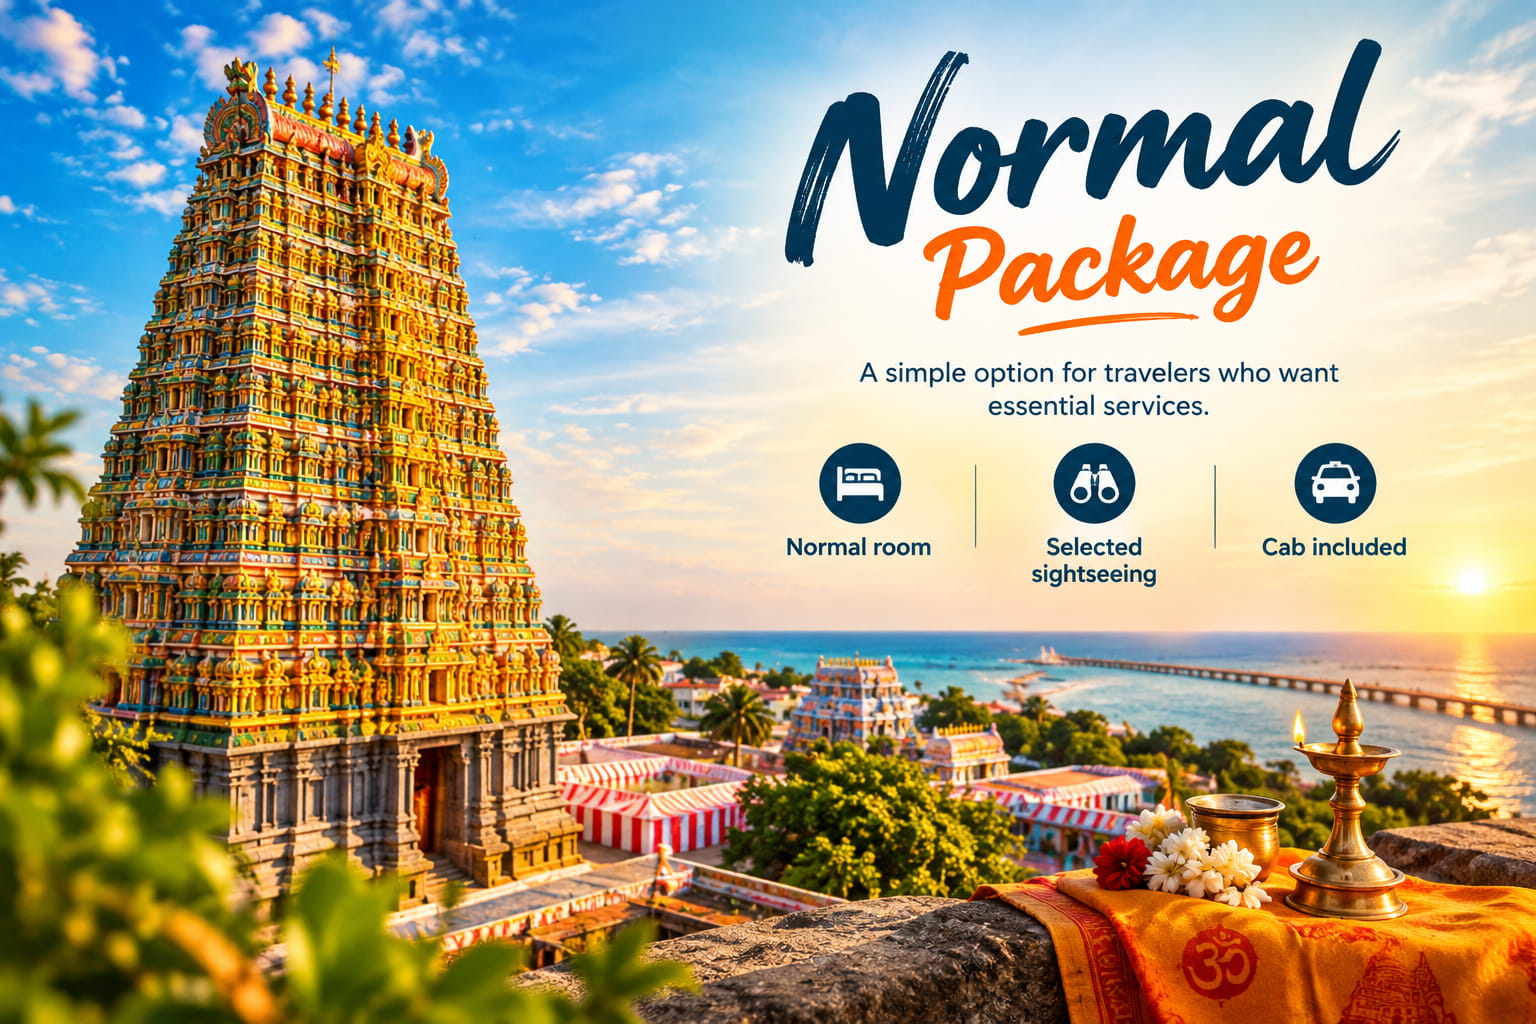 Normal
Package
A simple option for travelers who want
essential services.
Normal room
Selected
sightseeing
Cab included
ॐ